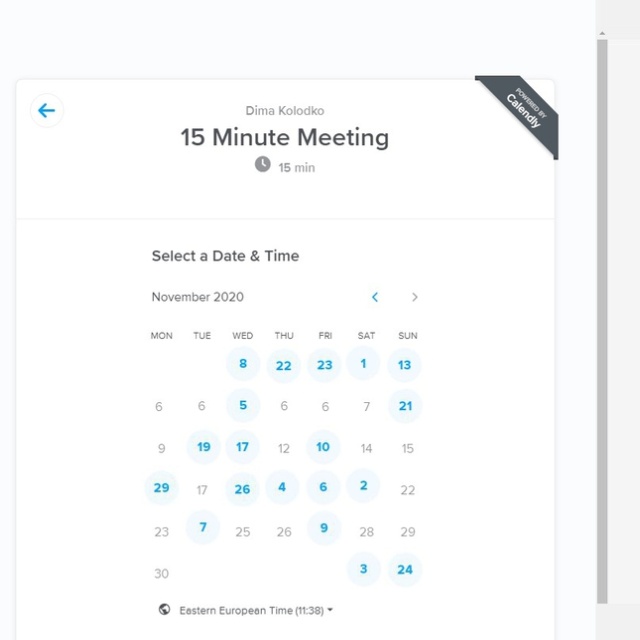 POWERED BY
Calendly
Dima Kolodko
15 Minute Meeting
15 min
Select a Date & Time
November 2020
MON TUE WED THU FRI SAT SUN
8 22 23 1 13
6 6 5 6 6 7 21
9 19 17 12 10 14 15
29 17 26 4 6 2 22
23 7 25 26 9 28 29
30 3 24
Eastern European Time (11:38)